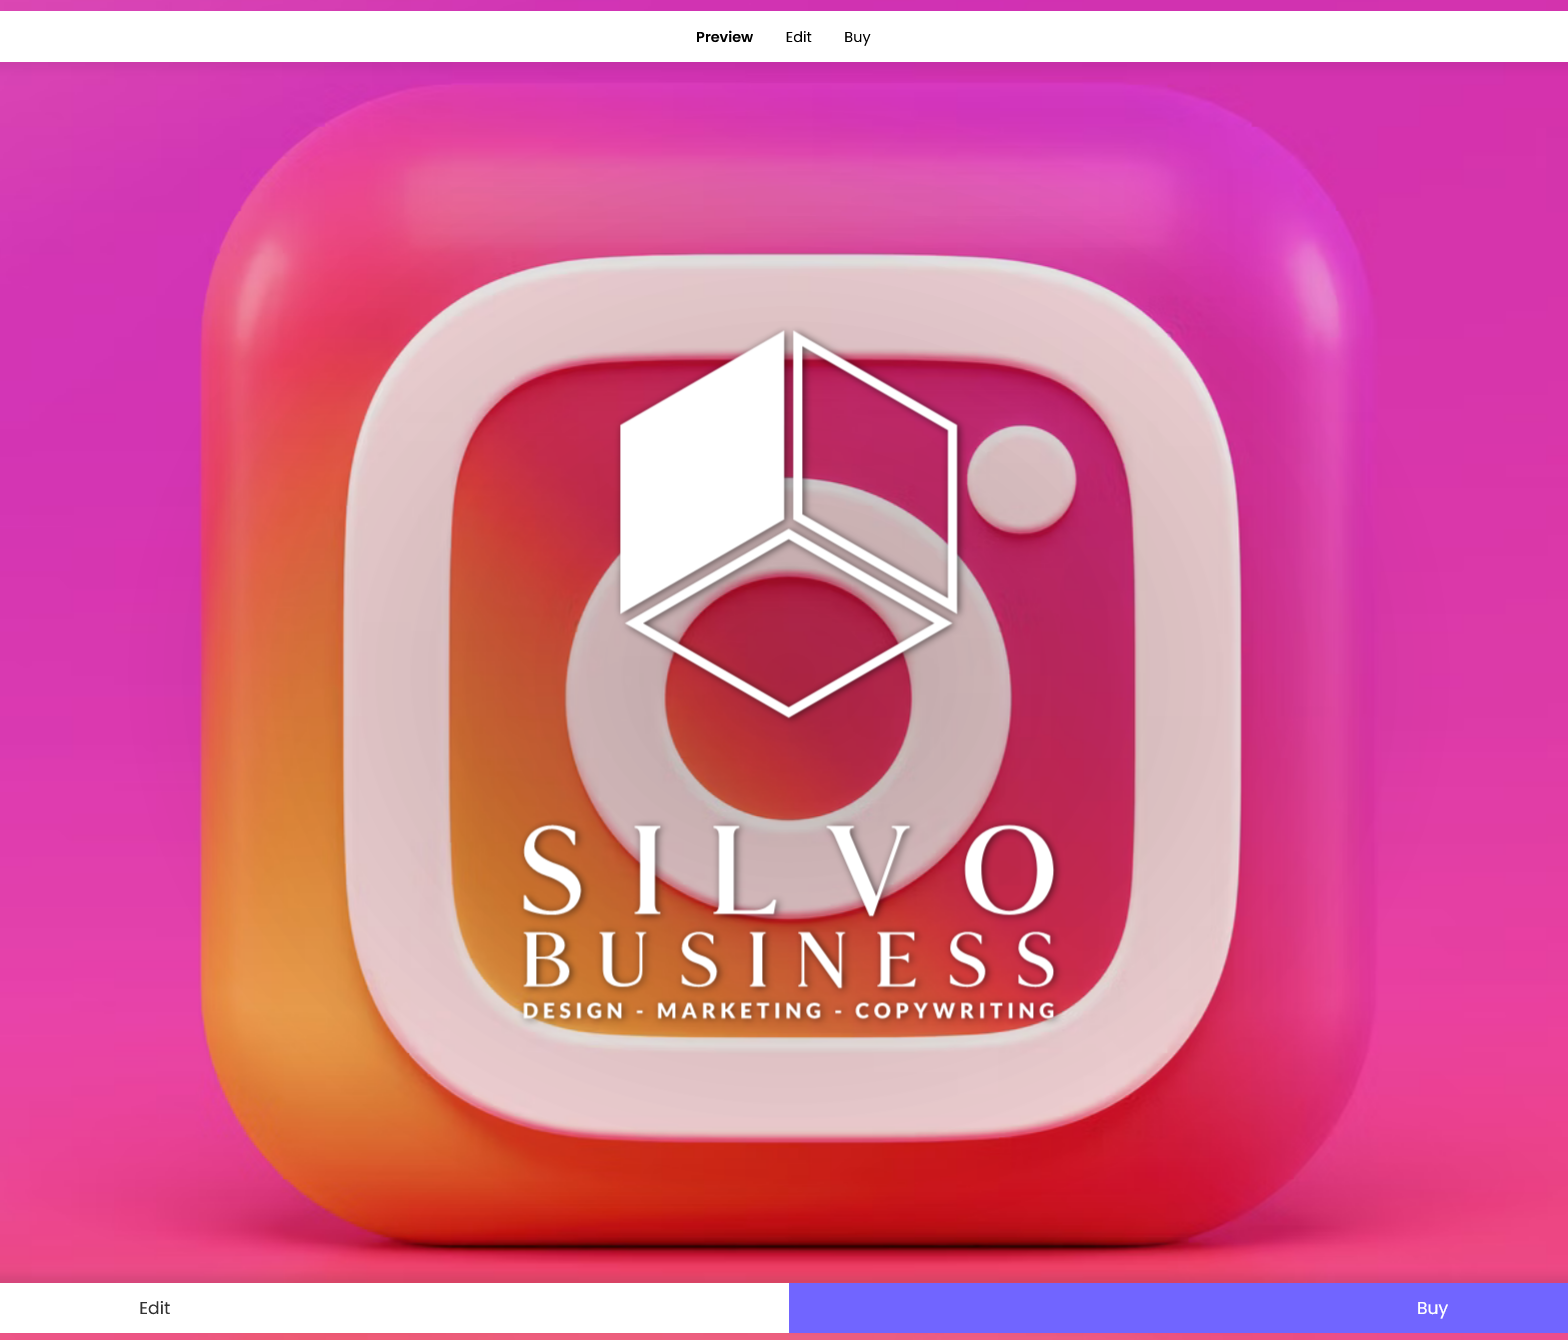 Preview Edit Buy
SILVO
BUSINESS
DESIGN - MARKETING - COPYWRITING
Edit Buy